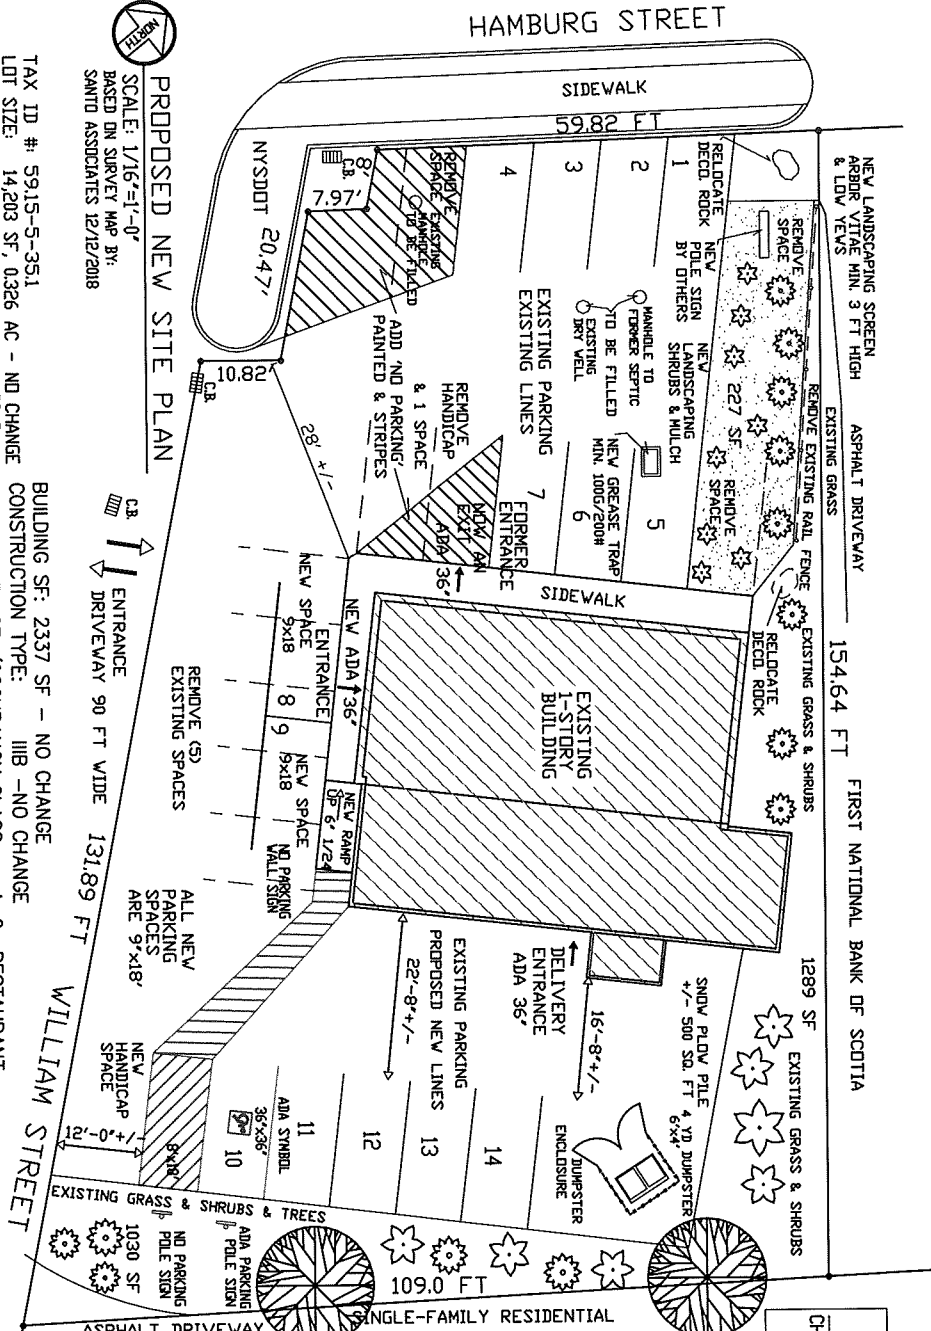 HAMBURG STREET
SIDEWALK
59.82 FT
NORTH
PROPOSED NEW SITE PLAN
SCALE: 1/16"=1'-0"
BASED ON SURVEY MAP BY:
SANTO ASSOCIATES 12/12/2018
TAX ID #: 59.15-5-35.1
LOT SIZE: 14,203 SF, 0.326 AC - NO CHANGE
BUILDING SF: 2337 SF - NO CHANGE
CONSTRUCTION TYPE: IIIB -NO CHANGE
NYSDOT 20.47'
C.B.
8'
7.97'
REMOVE
SPACE
EXISTING
MANHOLE
TO BE FILLED
10.82'
C.B.
28' +/-
ADD 'NO PARKING'
PAINTED & STRIPES
REMOVE
HANDICAP
& 1 SPACE
4
3
2
1
RELOCATE
DECO. ROCK
NEW
POLE SIGN
BY OTHERS
REMOVE
SPACE
NEW LANDSCAPING SCREEN
ARBOR VITAE MIN. 3 FT HIGH
& LOW YEWS
EXISTING PARKING
EXISTING LINES
MANHOLE TO
FORMER SEPTIC
TO BE FILLED
EXISTING
DRY WELL
NEW
LANDSCAPING
SHRUBS & MULCH
227 SF
REMOVE
SPACE
REMOVE EXISTING RAIL FENCE
EXISTING GRASS
ASPHALT DRIVEWAY
NEW GREASE TRAP
MIN. 100G/200#
5
6
7
FORMER
ENTRANCE
NOW AN
EXIT
ADA 36"
SIDEWALK
RELOCATE
DECO. ROCK
EXISTING GRASS & SHRUBS
154.64 FT
FIRST NATIONAL BANK OF SCOTIA
C.B.
ENTRANCE
DRIVEWAY 90 FT WIDE
131.89 FT
WILLIAM STREET
REMOVE (5)
EXISTING SPACES
NEW SPACE
9x18
8
9
NEW SPACE
9x18
ENTRANCE
NEW ADA 36"
EXISTING
1-STORY
BUILDING
NEW RAMP
UP 6" 1/24
NO PARKING
WALL SIGN
ALL NEW
PARKING
SPACES
ARE 9'x18'
EXISTING PARKING
PROPOSED NEW LINES
22'-8"+/-
DELIVERY
ENTRANCE
ADA 36"
16'-8"+/-
SNOW PLOW PILE
+/- 500 SQ. FT
4 YD DUMPSTER
6'x4'
1289 SF
EXISTING GRASS & SHRUBS
DUMPSTER
ENCLOSURE
NEW
HANDICAP
SPACE
12'-0"+/-
8'x18'
10
ADA SYMBOL
36"x36"
11
12
13
14
EXISTING GRASS & SHRUBS & TREES
1030 SF
NO PARKING
POLE SIGN
ADA PARKING
POLE SIGN
109.0 FT
SINGLE-FAMILY RESIDENTIAL
ASPHALT DRIVEWAY